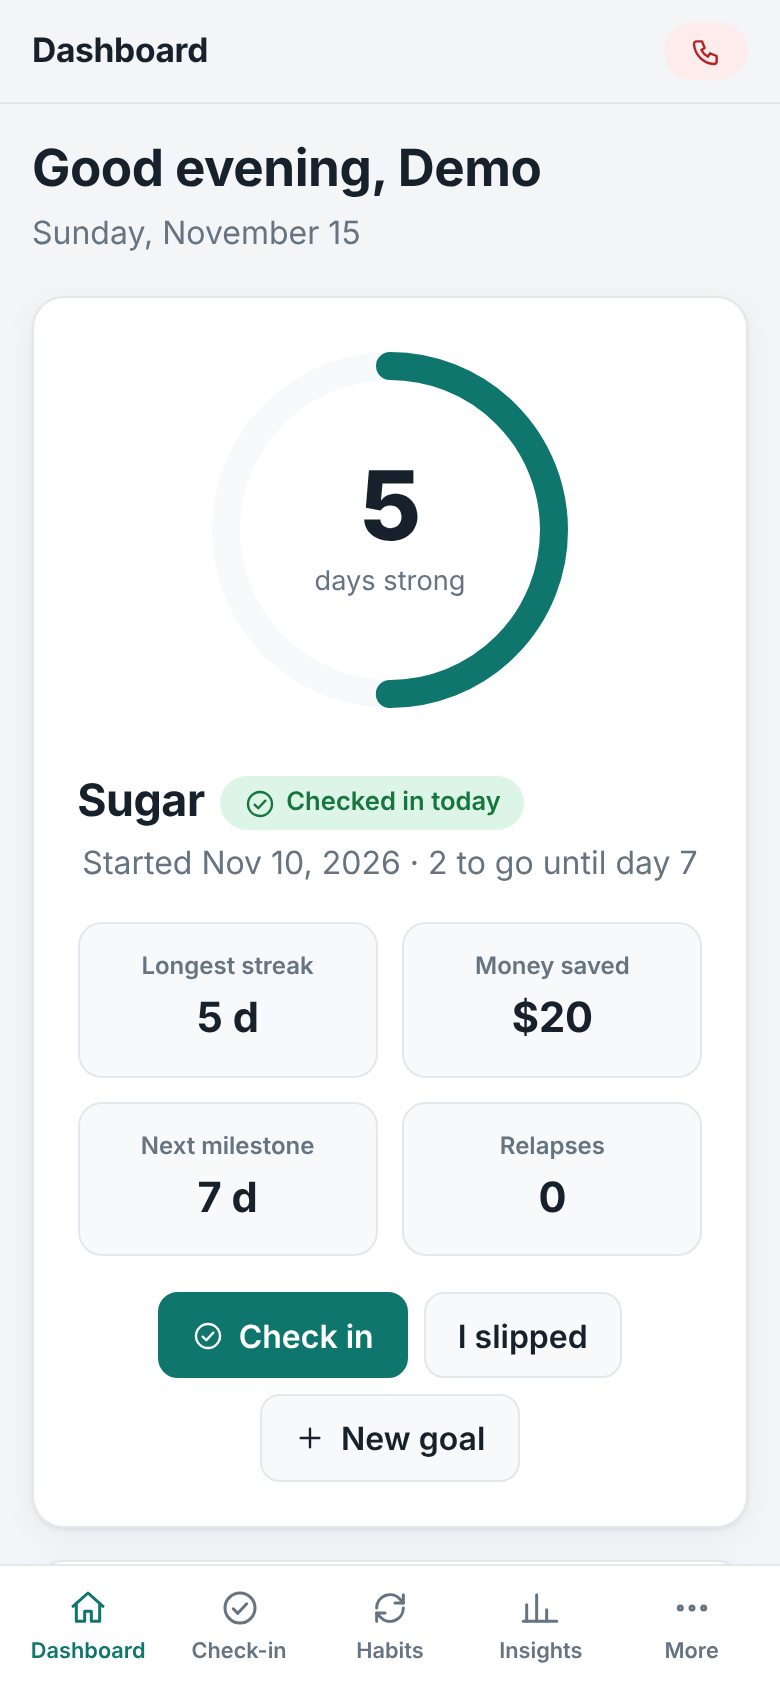 Dashboard
Good evening, Demo
Sunday, November 15
5
days strong
Sugar
Checked in today
Started Nov 10, 2026 · 2 to go until day 7
Longest streak
5 d
Money saved
$20
Next milestone
7 d
Relapses
0
Check in
I slipped
New goal
Dashboard
Check-in
Habits
Insights
More